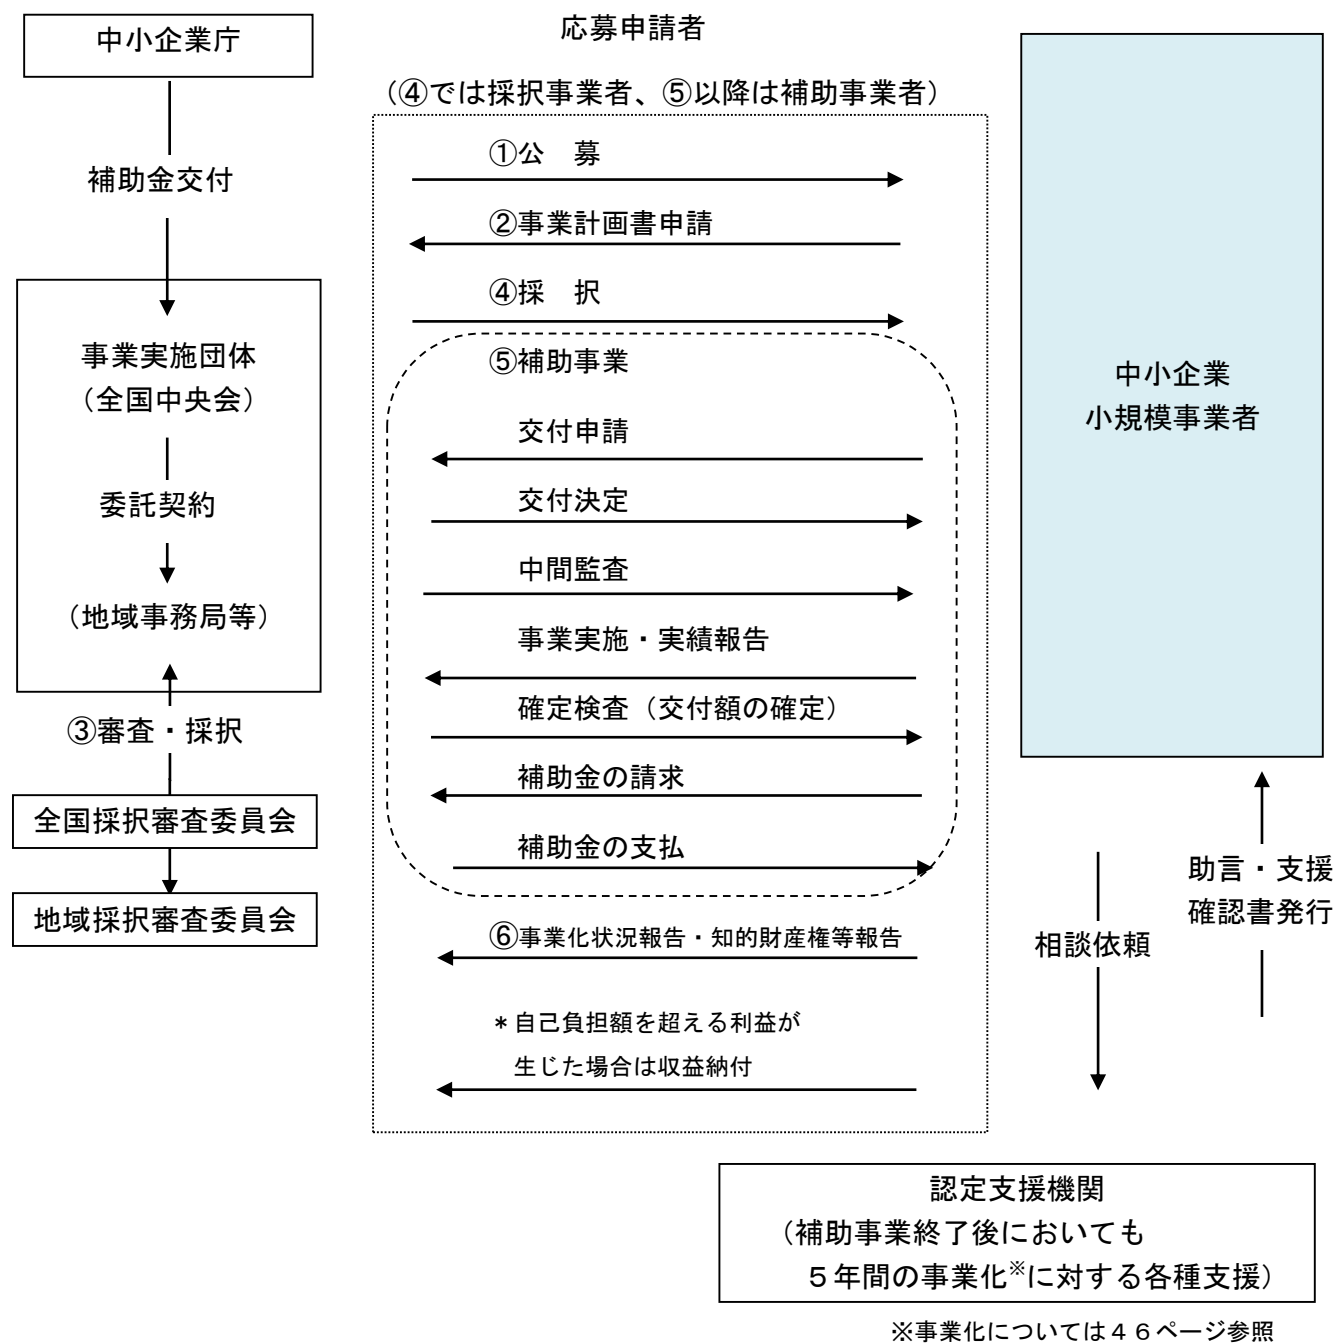 中小企業庁
補助金交付
事業実施団体
（全国中央会）
委託契約
（地域事務局等）
③審査・採択
全国採択審査委員会
地域採択審査委員会
応募申請者
（④では採択事業者、⑤以降は補助事業者）
①公　募
②事業計画書申請
④採　択
⑤補助事業
交付申請
交付決定
中間監査
事業実施・実績報告
確定検査（交付額の確定）
補助金の請求
補助金の支払
⑥事業化状況報告・知的財産権等報告
＊自己負担額を超える利益が
生じた場合は収益納付
中小企業
小規模事業者
助言・支援
確認書発行
相談依頼
認定支援機関
（補助事業終了後においても
５年間の事業化※に対する各種支援）
※事業化については４６ページ参照